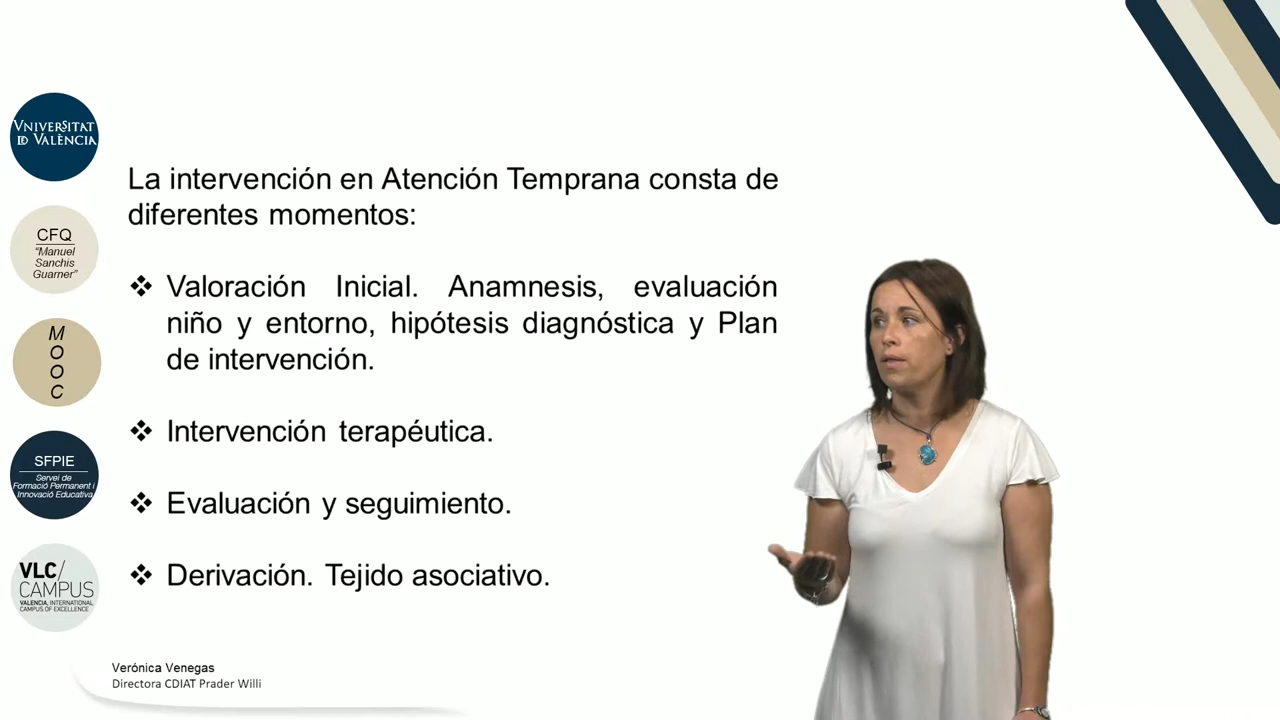 VNIVERSITAT
ID VALÈNCIA
CFQ
"Manuel
Sanchis
Guarner"
M
O
O
C
SFPIE
Servei de
Formació Permanent i
Innovació Educativa
VLC/
CAMPUS
VALENCIA, INTERNATIONAL
CAMPUS OF EXCELLENCE
La intervención en Atención Temprana consta de
diferentes momentos:
❖ Valoración Inicial. Anamnesis, evaluación
niño y entorno, hipótesis diagnóstica y Plan
de intervención.
❖ Intervención terapéutica.
❖ Evaluación y seguimiento.
❖ Derivación. Tejido asociativo.
Verónica Venegas
Directora CDIAT Prader Willi